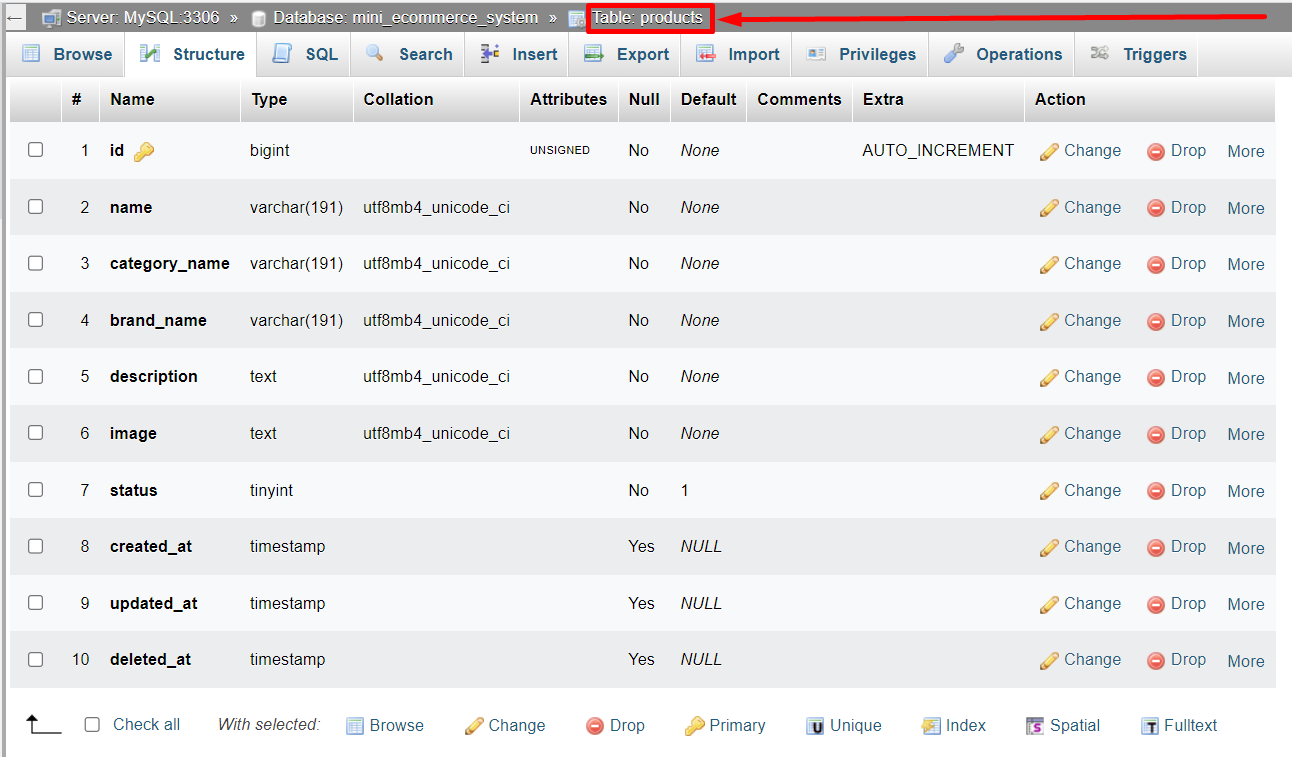 Server: MySQL:3306 » Database: mini_ecommerce_system » Table: products
Browse Structure SQL Search Insert Export Import Privileges Operations Triggers
# Name Type Collation Attributes Null Default Comments Extra Action
1 id bigint UNSIGNED No None AUTO_INCREMENT Change Drop More
2 name varchar(191) utf8mb4_unicode_ci No None Change Drop More
3 category_name varchar(191) utf8mb4_unicode_ci No None Change Drop More
4 brand_name varchar(191) utf8mb4_unicode_ci No None Change Drop More
5 description text utf8mb4_unicode_ci No None Change Drop More
6 image text utf8mb4_unicode_ci No None Change Drop More
7 status tinyint No 1 Change Drop More
8 created_at timestamp Yes NULL Change Drop More
9 updated_at timestamp Yes NULL Change Drop More
10 deleted_at timestamp Yes NULL Change Drop More
Check all With selected: Browse Change Drop Primary Unique Index Spatial Fulltext